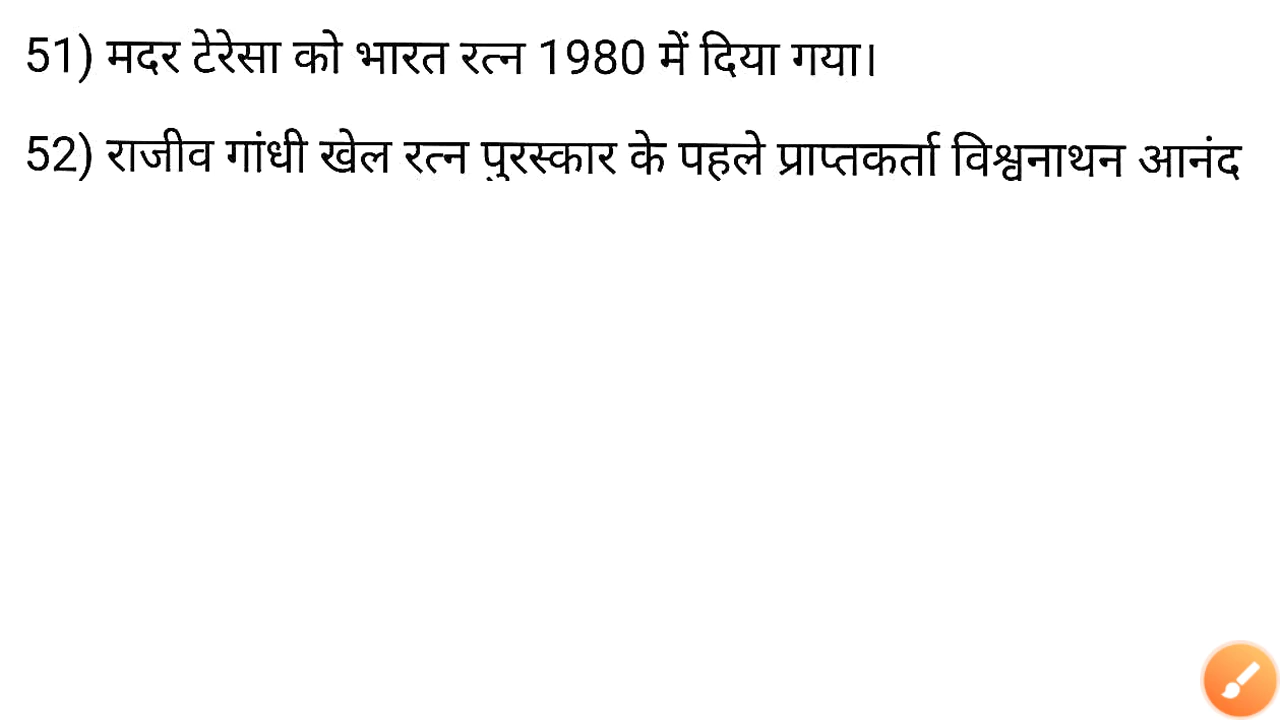 51) मदर टेरेसा को भारत रत्न 1980 में दिया गया।
52) राजीव गांधी खेल रत्न पुरस्कार के पहले प्राप्तकर्ता विश्वनाथन आनंद